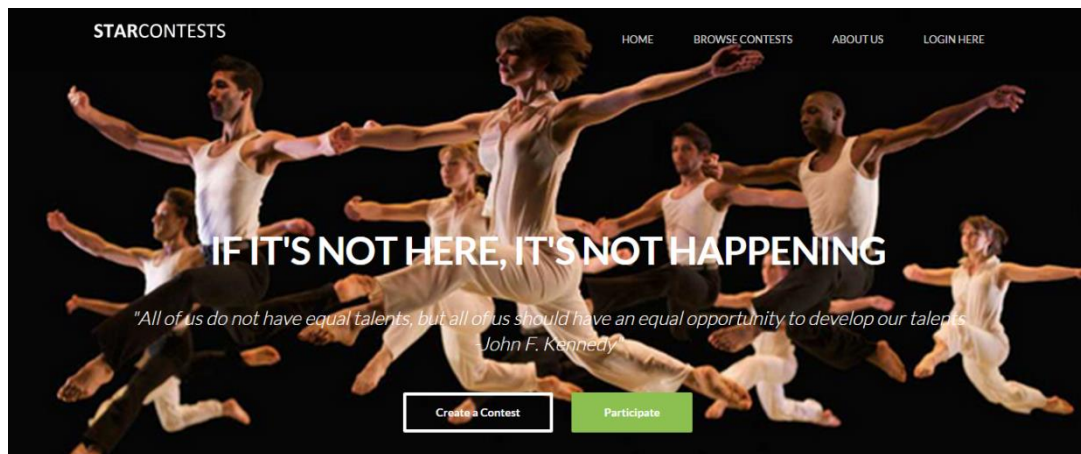 STARCONTESTS
HOME BROWSE CONTESTS ABOUT US LOGIN HERE
IF IT'S NOT HERE, IT'S NOT HAPPENING
"All of us do not have equal talents, but all of us should have an equal opportunity to develop our talents
-John F. Kennedy"
Create a Contest Participate